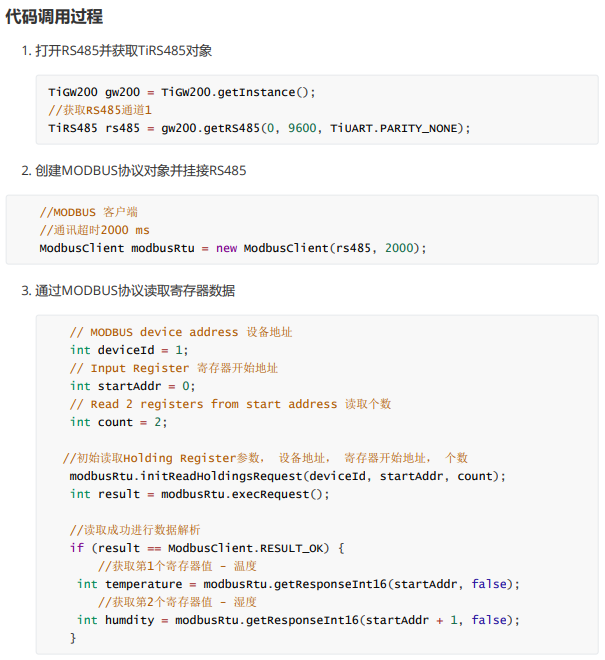 代码调用过程
1. 打开RS485并获取TiRS485对象
TiGW200 gw200 = TiGW200.getInstance();
//获取RS485通道1
TiRS485 rs485 = gw200.getRS485(0, 9600, TiUART.PARITY_NONE);
2. 创建MODBUS协议对象并挂接RS485
//MODBUS 客户端
//通讯超时2000 ms
ModbusClient modbusRtu = new ModbusClient(rs485, 2000);
3. 通过MODBUS协议读取寄存器数据
// MODBUS device address 设备地址
int deviceId = 1;
// Input Register 寄存器开始地址
int startAddr = 0;
// Read 2 registers from start address 读取个数
int count = 2;
//初始读取Holding Register参数， 设备地址， 寄存器开始地址， 个数
modbusRtu.initReadHoldingsRequest(deviceId, startAddr, count);
int result = modbusRtu.execRequest();
//读取成功进行数据解析
if (result == ModbusClient.RESULT_OK) {
//获取第1个寄存器值 - 温度
int temperature = modbusRtu.getResponseInt16(startAddr, false);
//获取第2个寄存器值 - 湿度
int humdity = modbusRtu.getResponseInt16(startAddr + 1, false);
}